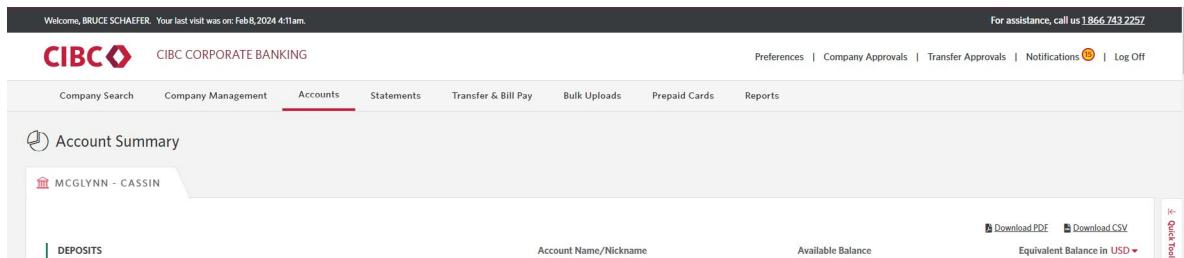 Welcome, BRUCE SCHAEFER. Your last visit was on: Feb 8, 2024 4:11am. For assistance, call us 1 866 743 2257
CIBC CIBC CORPORATE BANKING Preferences | Company Approvals | Transfer Approvals | Notifications 15 | Log Off
Company Search Company Management Accounts Statements Transfer & Bill Pay Bulk Uploads Prepaid Cards Reports
Account Summary
MCGLYNN - CASSIN
Download PDF Download CSV
DEPOSITS Account Name/Nickname Available Balance Equivalent Balance in USD
Quick Tool